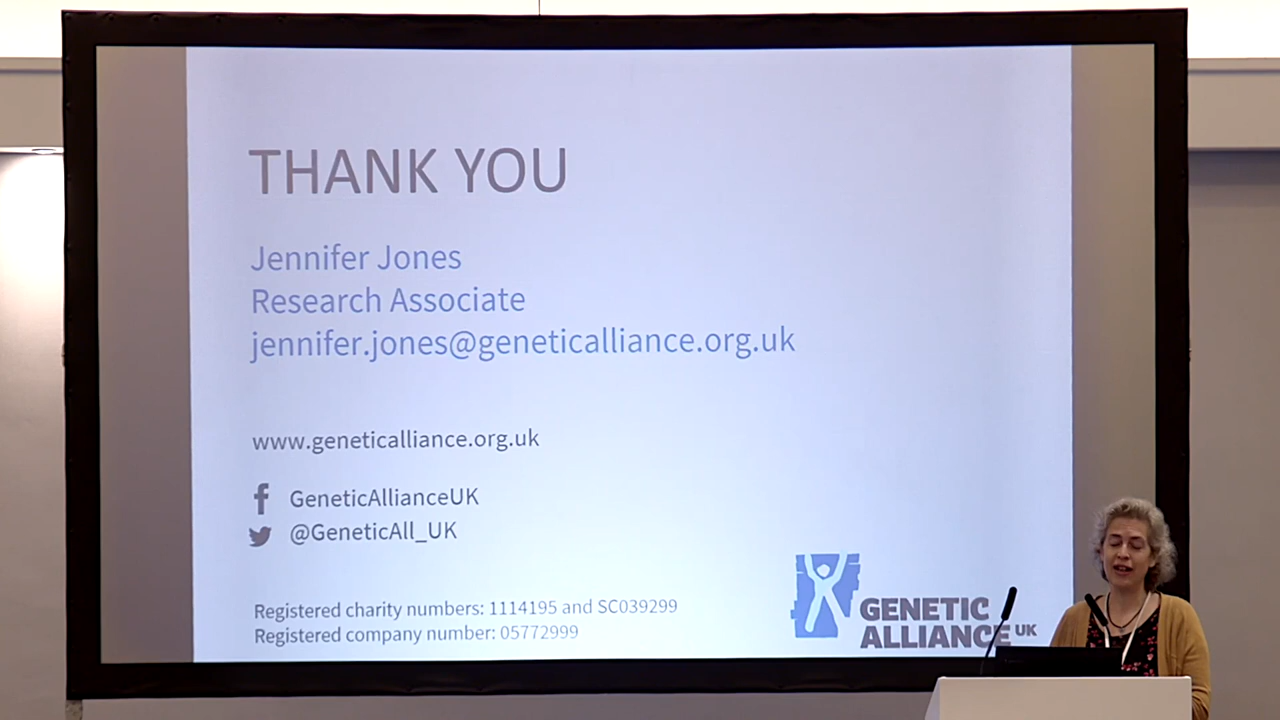 THANK YOU
Jennifer Jones
Research Associate
jennifer.jones@geneticalliance.org.uk
www.geneticalliance.org.uk
GeneticAllianceUK
@GeneticAll_UK
Registered charity numbers: 1114195 and SC039299
Registered company number: 05772999
GENETIC
ALLIANCE UK